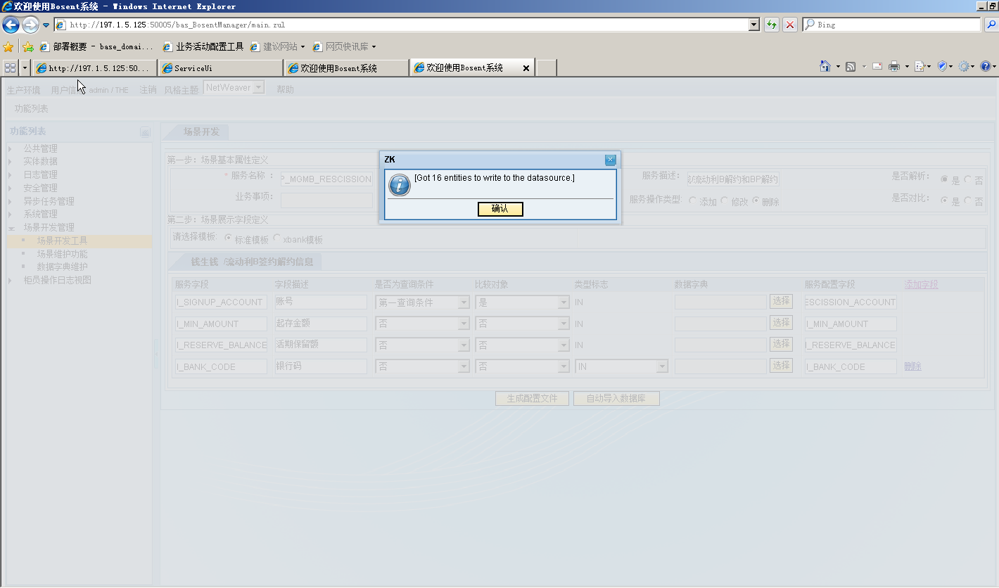 欢迎使用Bosent系统 - Windows Internet Explorer
http://197.1.5.125:50005/bas_BosentManager/main.zul
Bing
部署概要 - base_domai... 业务活动配置工具 建议网站 网页快讯库
http://197.1.5.125:50... ServiceUi 欢迎使用Bosent系统 欢迎使用Bosent系统
生产环境 admin / THE 注销 风格主题 NetWeaver 帮助
功能列表
功能列表
公共管理
实体数据
日志管理
安全管理
异步任务管理
系统管理
场景开发管理
场景开发工具
场景维护功能
数据字典维护
柜员操作日志视图
场景开发
第一步：场景基本属性定义
服务名称： P_MGMB_RESCISSION 服务描述： 流动利B解约和BP解约 是否解析： 是 否
业务事项： 服务操作类型： 添加 修改 删除 是否对比： 是 否
ZK
[Got 16 entities to write to the datasource.]
确认
第二步：场景展示字段定义
请选择模板： 标准模板 xbank模板
钱生钱 /流动利B签约解约信息
服务字段 字段描述 是否为查询条件 比较对象 类型标志 数据字典 服务配置字段 添加字段
I_SIGNUP_ACCOUNT 账号 第一查询条件 是 IN 选择 ESCISSION_ACCOUNT
I_MIN_AMOUNT 起存金额 否 否 IN 选择 I_MIN_AMOUNT
I_RESERVE_BALANCE 活期保留额 否 否 IN 选择 I_RESERVE_BALANCE
I_BANK_CODE 银行码 否 否 IN 选择 I_BANK_CODE 删除
生成配置文件 自动导入数据库